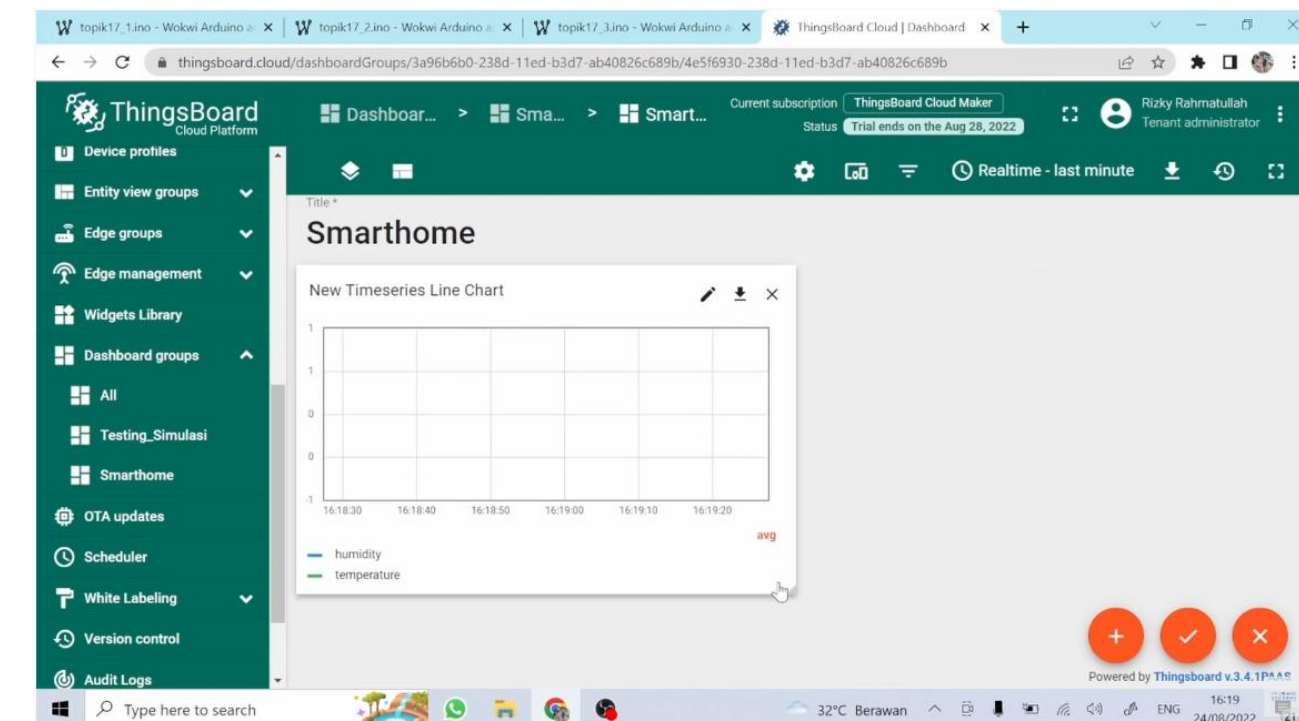 topik17_1.ino - Wokwi Arduino a
topik17_2.ino - Wokwi Arduino a
topik17_3.ino - Wokwi Arduino a
ThingsBoard Cloud | Dashboard
thingsboard.cloud/dashboardGroups/3a96b6b0-238d-11ed-b3d7-ab40826c689b/4e5f6930-238d-11ed-b3d7-ab40826c689b
ThingsBoard
Cloud Platform
Dashboar... > Sma... > Smart...
Current subscription ThingsBoard Cloud Maker
Status Trial ends on the Aug 28, 2022
Rizky Rahmatullah
Tenant administrator
Realtime - last minute
Device profiles
Entity view groups
Edge groups
Edge management
Widgets Library
Dashboard groups
All
Testing_Simulasi
Smarthome
OTA updates
Scheduler
White Labeling
Version control
Audit Logs
Title *
Smarthome
New Timeseries Line Chart
1
1
0
0
-1
16:18:30 16:18:40 16:18:50 16:19:00 16:19:10 16:19:20
avg
humidity
temperature
Powered by Thingsboard v.3.4.1PAAS
Type here to search
32°C Berawan
ENG
16:19
24/08/2022